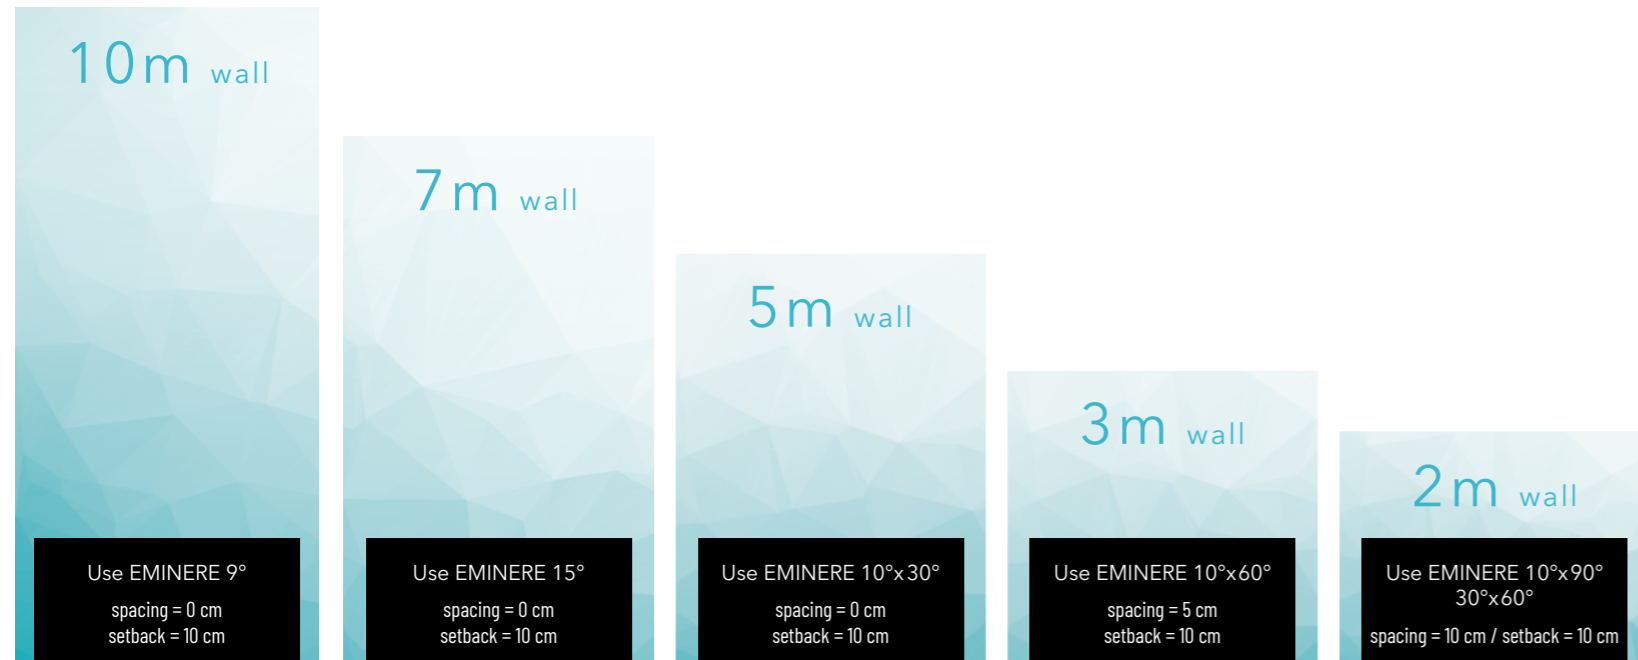 10m wall
Use EMINERE 9°
spacing = 0 cm
setback = 10 cm
7m wall
Use EMINERE 15°
spacing = 0 cm
setback = 10 cm
5m wall
Use EMINERE 10°x30°
spacing = 0 cm
setback = 10 cm
3m wall
Use EMINERE 10°x60°
spacing = 5 cm
setback = 10 cm
2m wall
Use EMINERE 10°x90°
30°x60°
spacing = 10 cm / setback = 10 cm